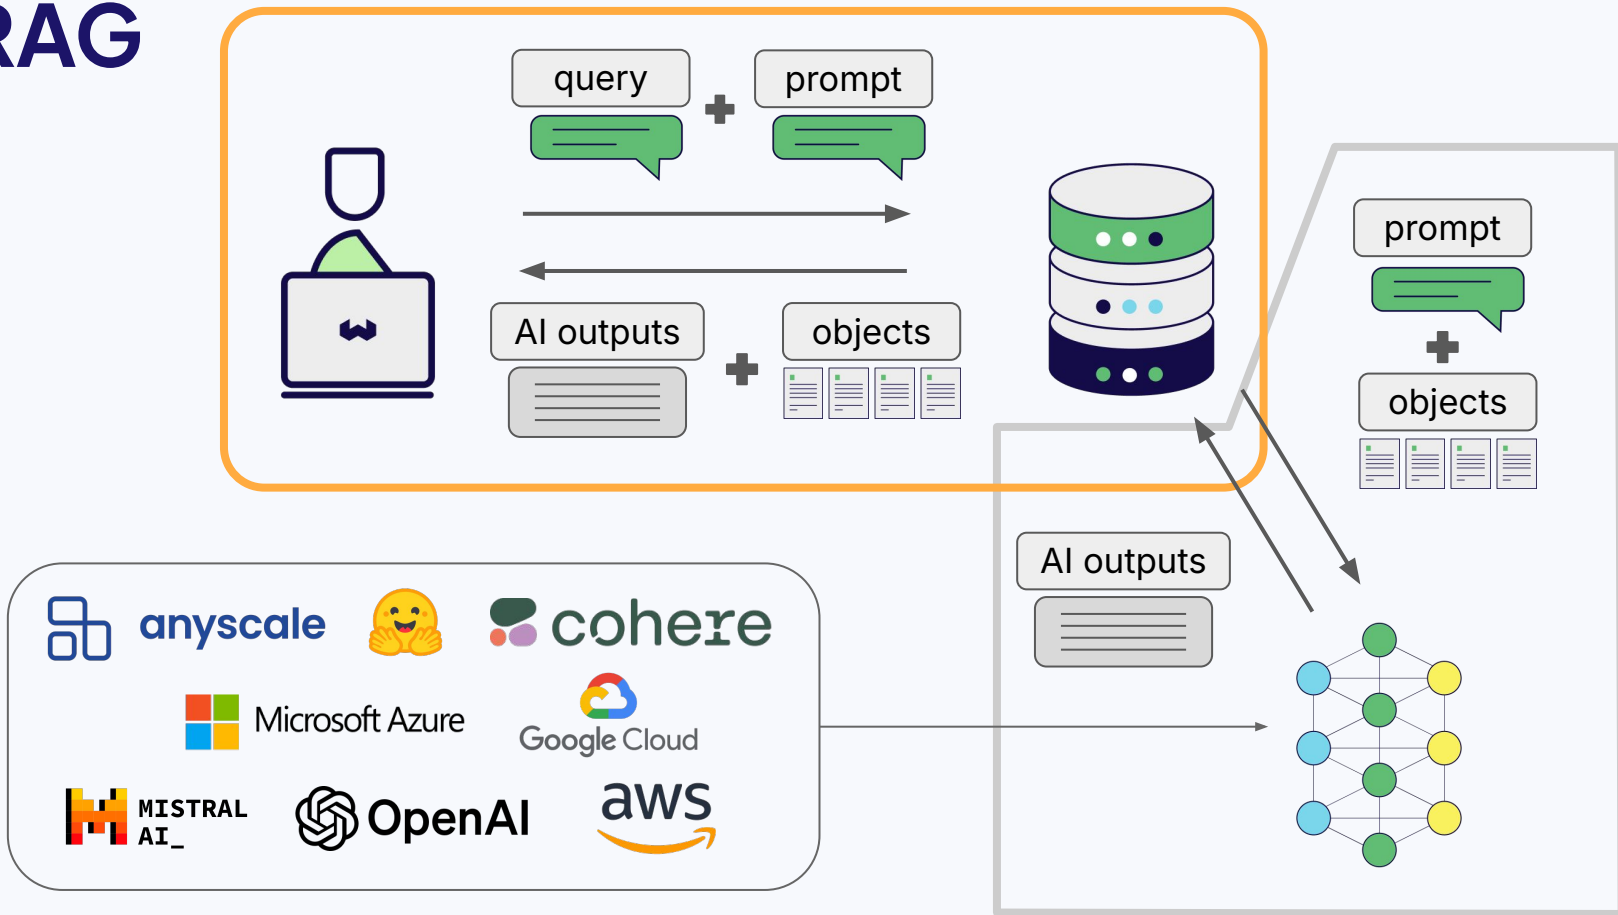 RAG
query
prompt
AI outputs
objects
prompt
objects
AI outputs
anyscale
cohere
Microsoft Azure
Google Cloud
MISTRAL
AI_
OpenAI
aws